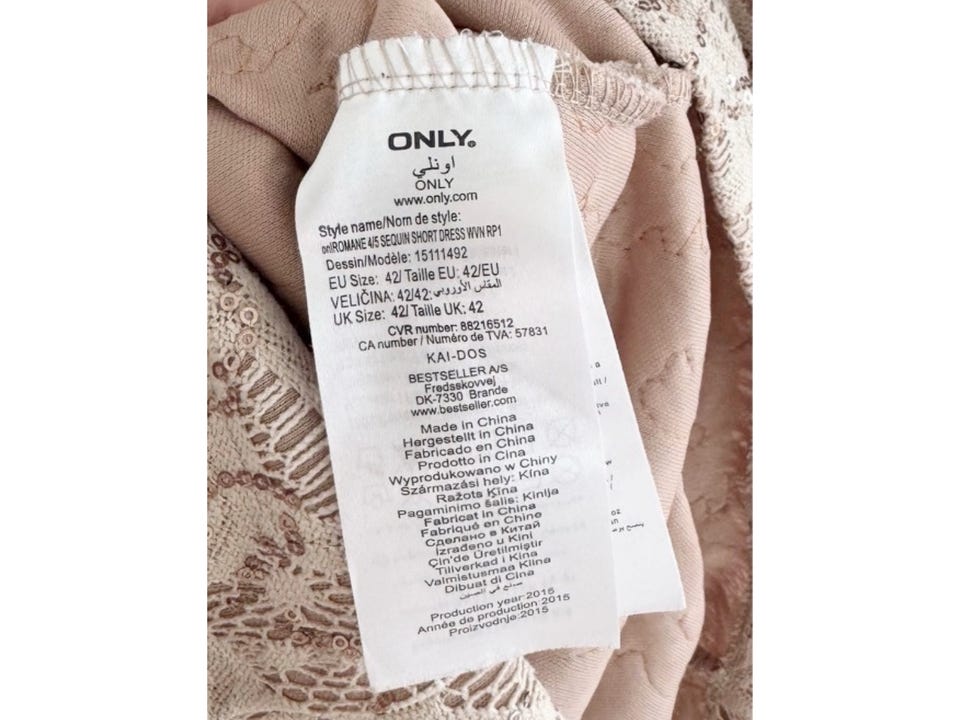 ONLY®
اونلي
ONLY
www.only.com
Style name/Nom de style:
onlROMANE 4/5 SEQUIN SHORT DRESS WVN RP1
Dessin/Modèle: 15111492
EU Size: 42/ Taille EU: 42/EU
VELIČINA: 42/42: المقاس الأوروبي
UK Size: 42/ Taille UK: 42
CVR number: 88216512
CA number / Numéro de TVA: 57831
KAI-DOS
BESTSELLER A/S
Fredsskovvej
DK-7330 Brande
www.bestseller.com
Made in China
Hergestellt in China
Fabricado en China
Prodotto in Cina
Wyprodukowano w Chiny
Származási hely: Kína
Ražots Ķīna
Pagaminimo šalis: Kinija
Fabricat in China
Fabriqué en Chine
Сделано в Китай
Izrađeno u Kini
Çin'de Üretilmiştir
Tillverkad i Kina
Valmistusmaa Kiina
Dibuat di Cina
صنع في الصين
Production year 2015
Année de production 2015
Proizvodnje:2015